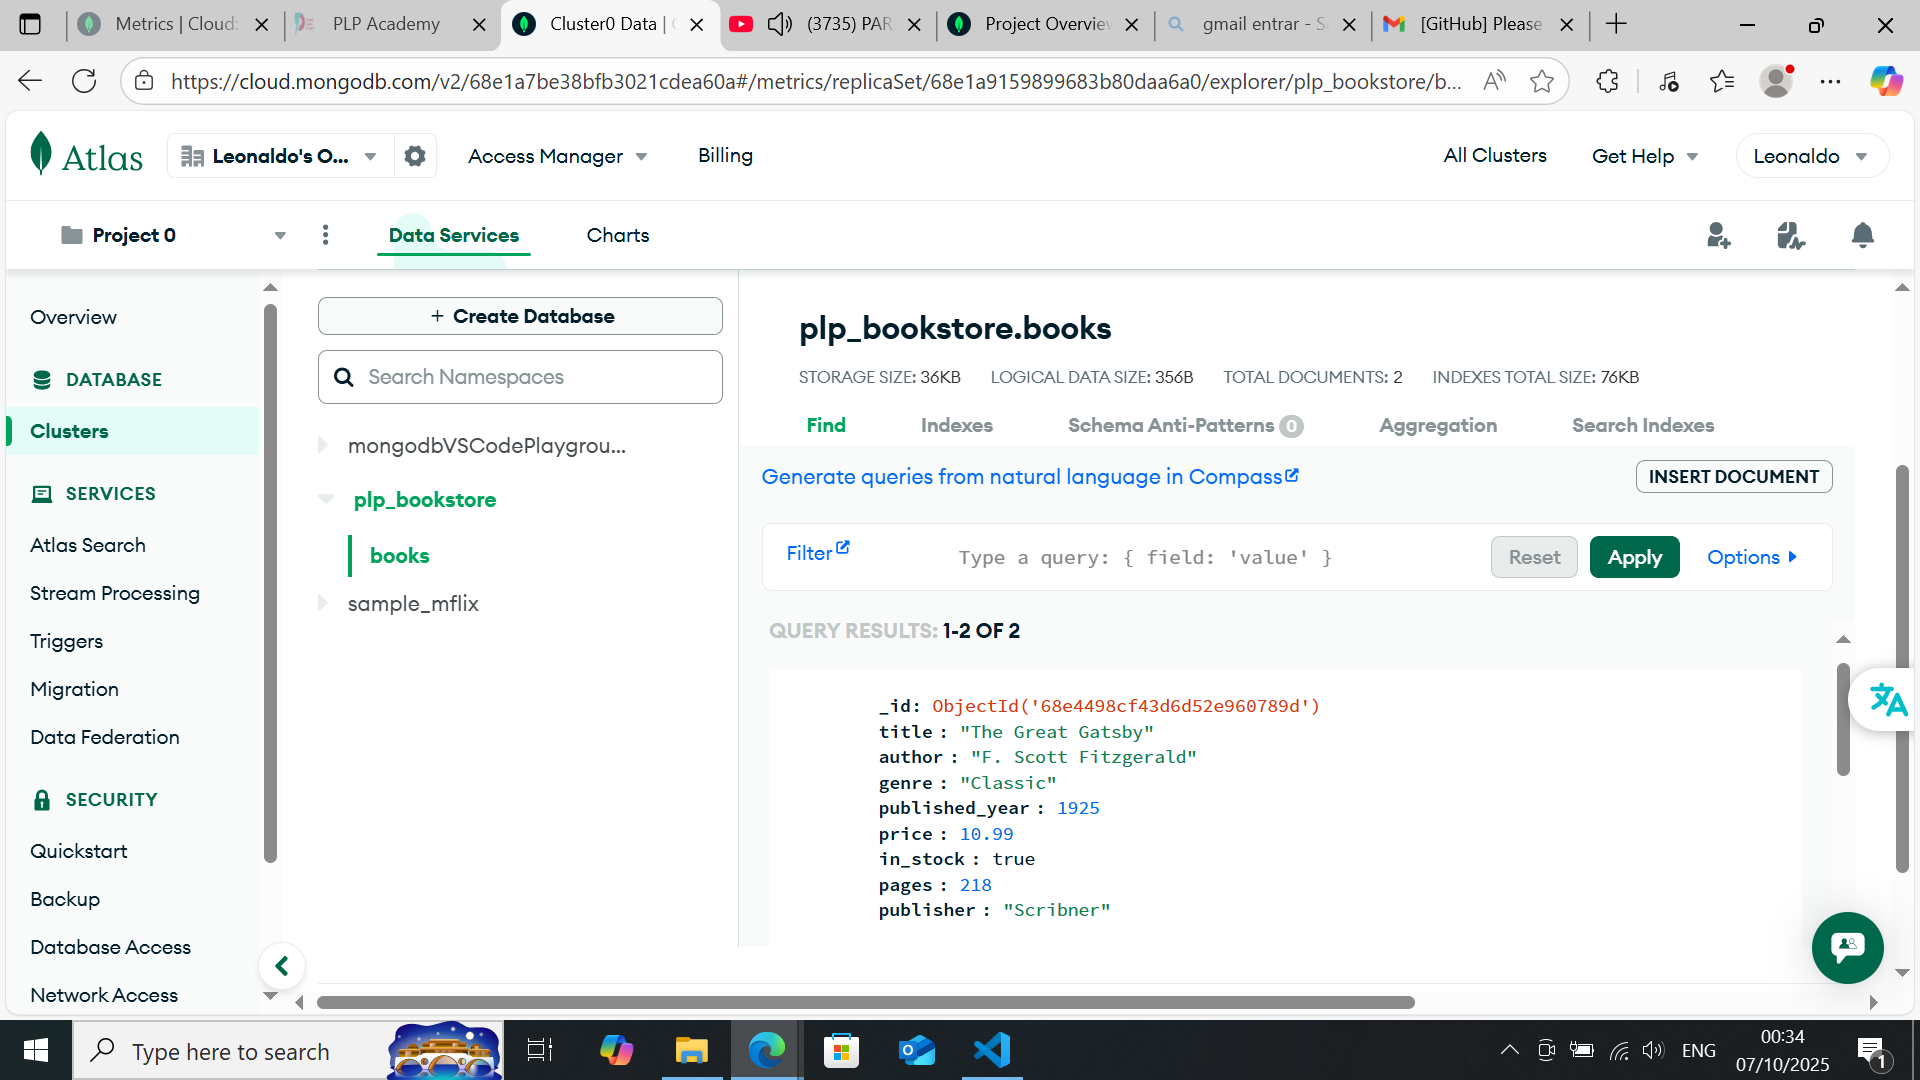 Metrics | Cloud:
PLP Academy
Cluster0 Data |
(3735) PAR
Project Overview
gmail entrar - S
[GitHub] Please
https://cloud.mongodb.com/v2/68e1a7be38bfb3021cdea60a#/metrics/replicaSet/68e1a9159899683b80daa6a0/explorer/plp_bookstore/b...
Atlas
Leonaldo's O...
Access Manager
Billing
All Clusters
Get Help
Leonaldo
Project 0
Data Services
Charts
Overview
DATABASE
Clusters
SERVICES
Atlas Search
Stream Processing
Triggers
Migration
Data Federation
SECURITY
Quickstart
Backup
Database Access
Network Access
+ Create Database
Search Namespaces
mongodbVSCodePlaygrou...
plp_bookstore
books
sample_mflix
plp_bookstore.books
STORAGE SIZE: 36KB LOGICAL DATA SIZE: 356B TOTAL DOCUMENTS: 2 INDEXES TOTAL SIZE: 76KB
Find Indexes Schema Anti-Patterns 0 Aggregation Search Indexes
Generate queries from natural language in Compass
INSERT DOCUMENT
Filter
Type a query: { field: 'value' }
Reset
Apply
Options
QUERY RESULTS: 1-2 OF 2
_id: ObjectId('68e4498cf43d6d52e960789d')
title : "The Great Gatsby"
author : "F. Scott Fitzgerald"
genre : "Classic"
published_year : 1925
price : 10.99
in_stock : true
pages : 218
publisher : "Scribner"
Type here to search
ENG
00:34
07/10/2025
1